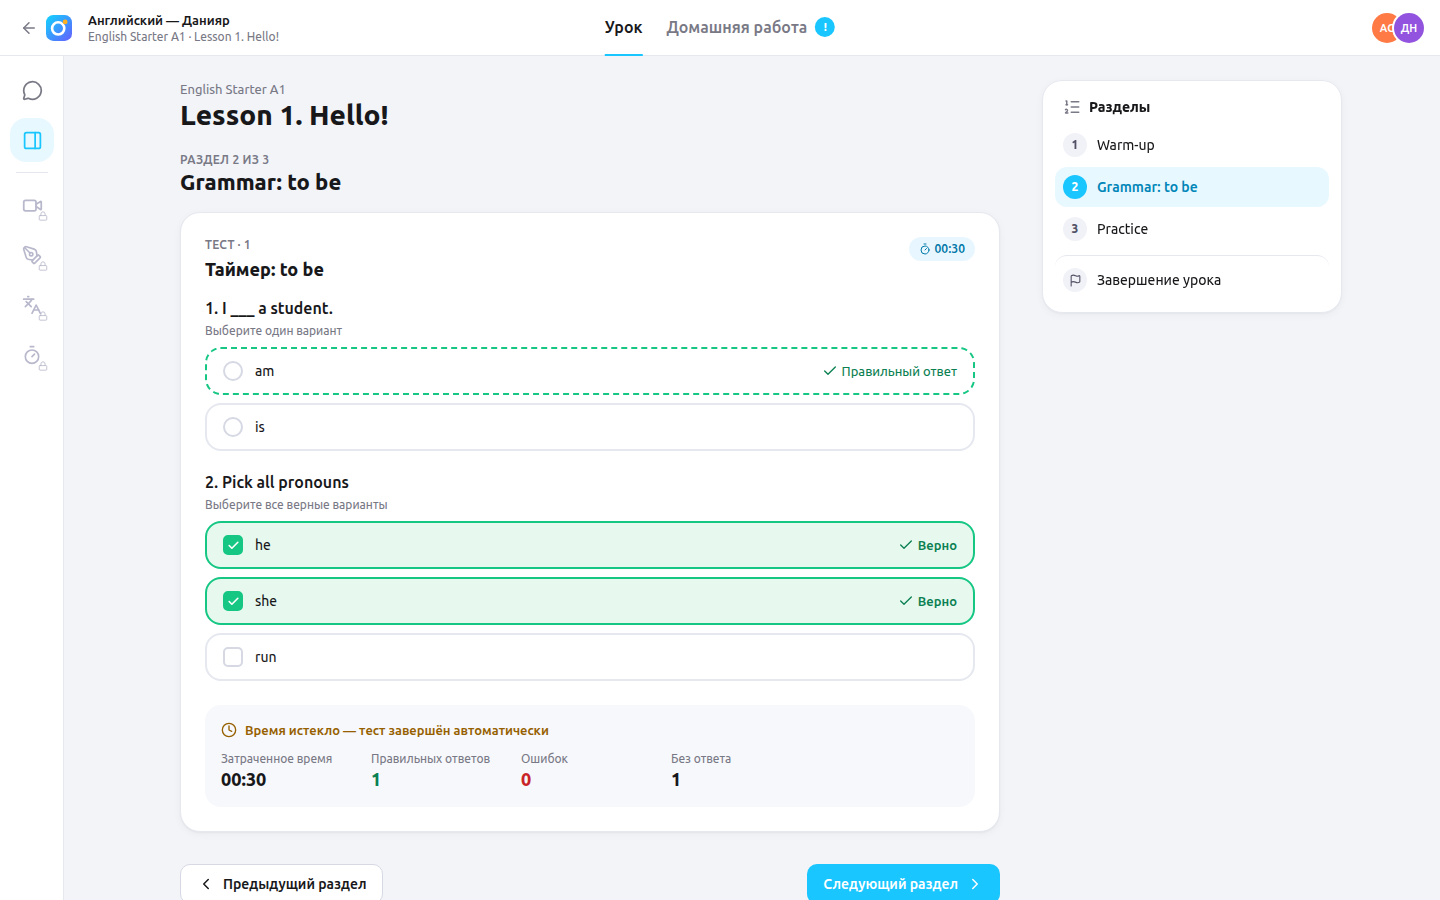 Английский — Данияр
English Starter A1 · Lesson 1. Hello!
Урок
Домашняя работа
!
ДН
English Starter A1
Lesson 1. Hello!
РАЗДЕЛ 2 ИЗ 3
Grammar: to be
ТЕСТ · 1
00:30
Таймер: to be
1. I ___ a student.
Выберите один вариант
am
Правильный ответ
is
2. Pick all pronouns
Выберите все верные варианты
he
Верно
she
Верно
run
Время истекло — тест завершён автоматически
Затраченное время
00:30
Правильных ответов
1
Ошибок
0
Без ответа
1
Предыдущий раздел
Следующий раздел
Разделы
1 Warm-up
2 Grammar: to be
3 Practice
Завершение урока